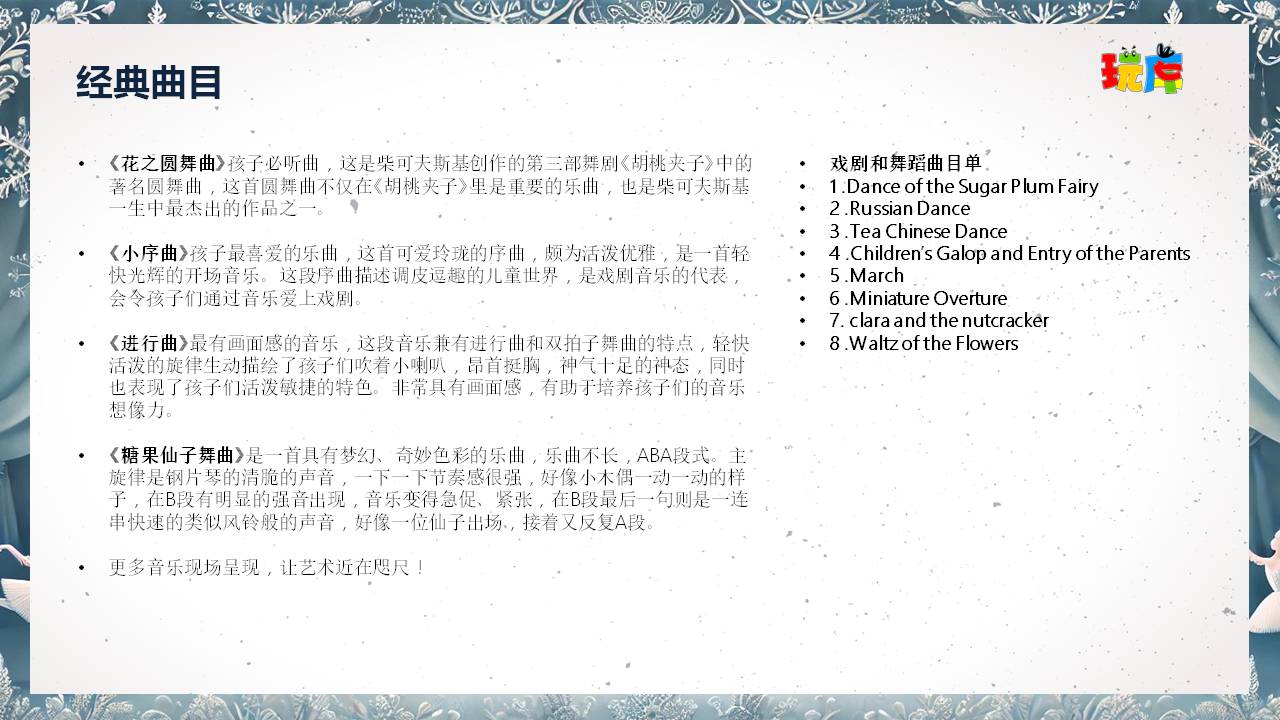 经典曲目
玩库
• 《花之圆舞曲》孩子必听曲，这是柴可夫斯基创作的第三部舞剧《胡桃夹子》中的
著名圆舞曲，这首圆舞曲不仅在《胡桃夹子》里是重要的乐曲，也是柴可夫斯基
一生中最杰出的作品之一。
• 《小序曲》孩子最喜爱的乐曲，这首可爱玲珑的序曲，颇为活泼优雅，是一首轻
快光辉的开场音乐。这段序曲描述调皮逗趣的儿童世界，是戏剧音乐的代表，
会令孩子们通过音乐爱上戏剧。
• 《进行曲》最有画面感的音乐，这段音乐兼有进行曲和双拍子舞曲的特点，轻快
活泼的旋律生动描绘了孩子们吹着小喇叭，昂首挺胸，神气十足的神态，同时
也表现了孩子们活泼敏捷的特色。非常具有画面感，有助于培养孩子们的音乐
想像力。
• 《糖果仙子舞曲》是一首具有梦幻、奇妙色彩的乐曲，乐曲不长，ABA段式。主
旋律是钢片琴的清脆的声音，一下一下节奏感很强，好像小木偶一动一动的样
子，在B段有明显的强音出现，音乐变得急促、紧张，在B段最后一句则是一连
串快速的类似风铃般的声音，好像一位仙子出场，接着又反复A段。
• 更多音乐现场呈现，让艺术近在咫尺！
• 戏剧和舞蹈曲目单
• 1.Dance of the Sugar Plum Fairy
• 2 .Russian Dance
• 3 .Tea Chinese Dance
• 4 .Children's Galop and Entry of the Parents
• 5 .March
• 6 .Miniature Overture
• 7. clara and the nutcracker
• 8 .Waltz of the Flowers